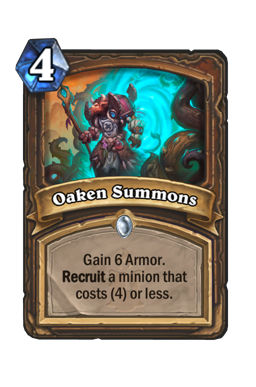 4
Oaken Summons
Gain 6 Armor.
Recruit a minion that
costs (4) or less.